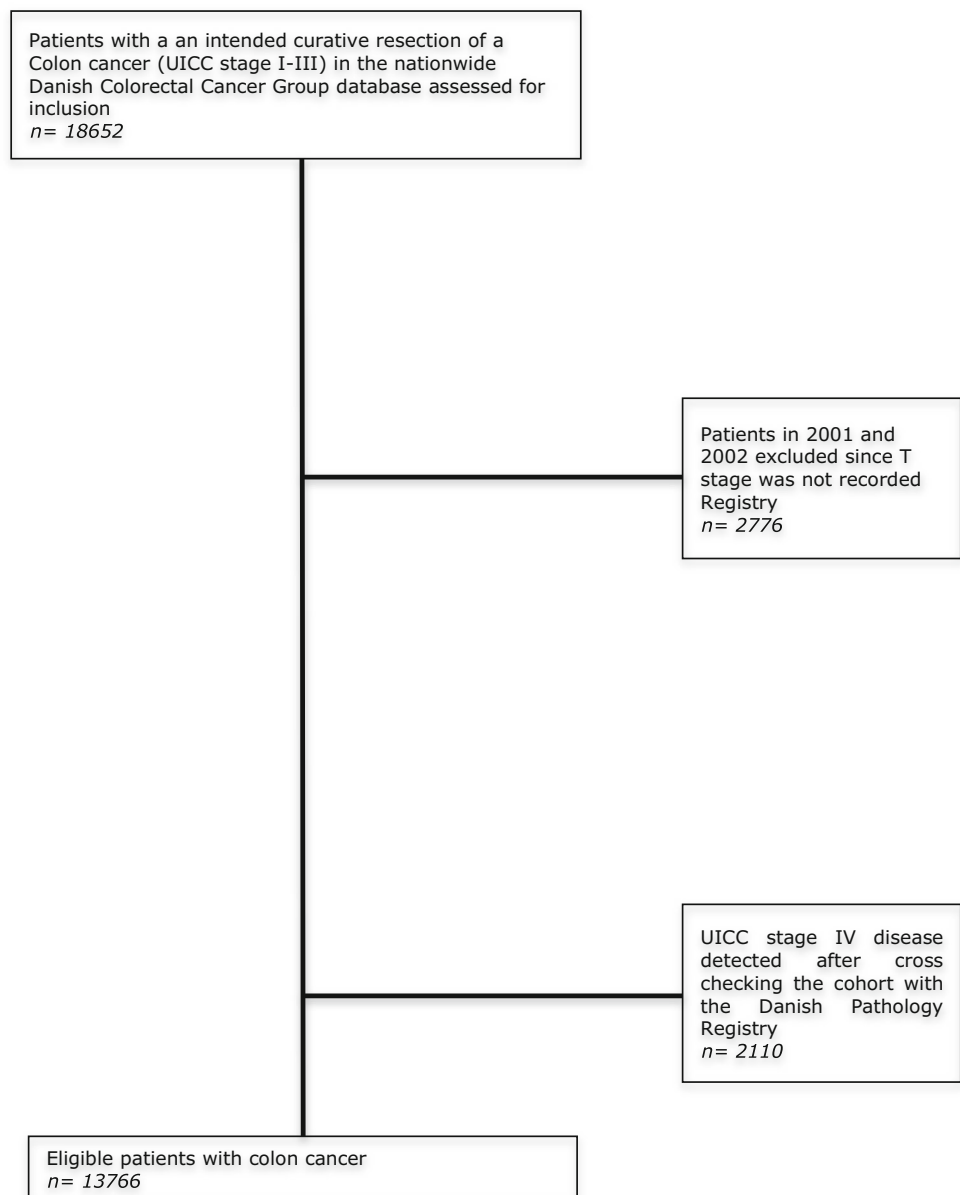 Patients with a an intended curative resection of a
Colon cancer (UICC stage I-III) in the nationwide
Danish Colorectal Cancer Group database assessed for
inclusion
n= 18652
Patients in 2001 and
2002 excluded since T
stage was not recorded
Registry
n= 2776
UICC stage IV disease
detected after cross
checking the cohort with
the Danish Pathology
Registry
n= 2110
Eligible patients with colon cancer
n= 13766